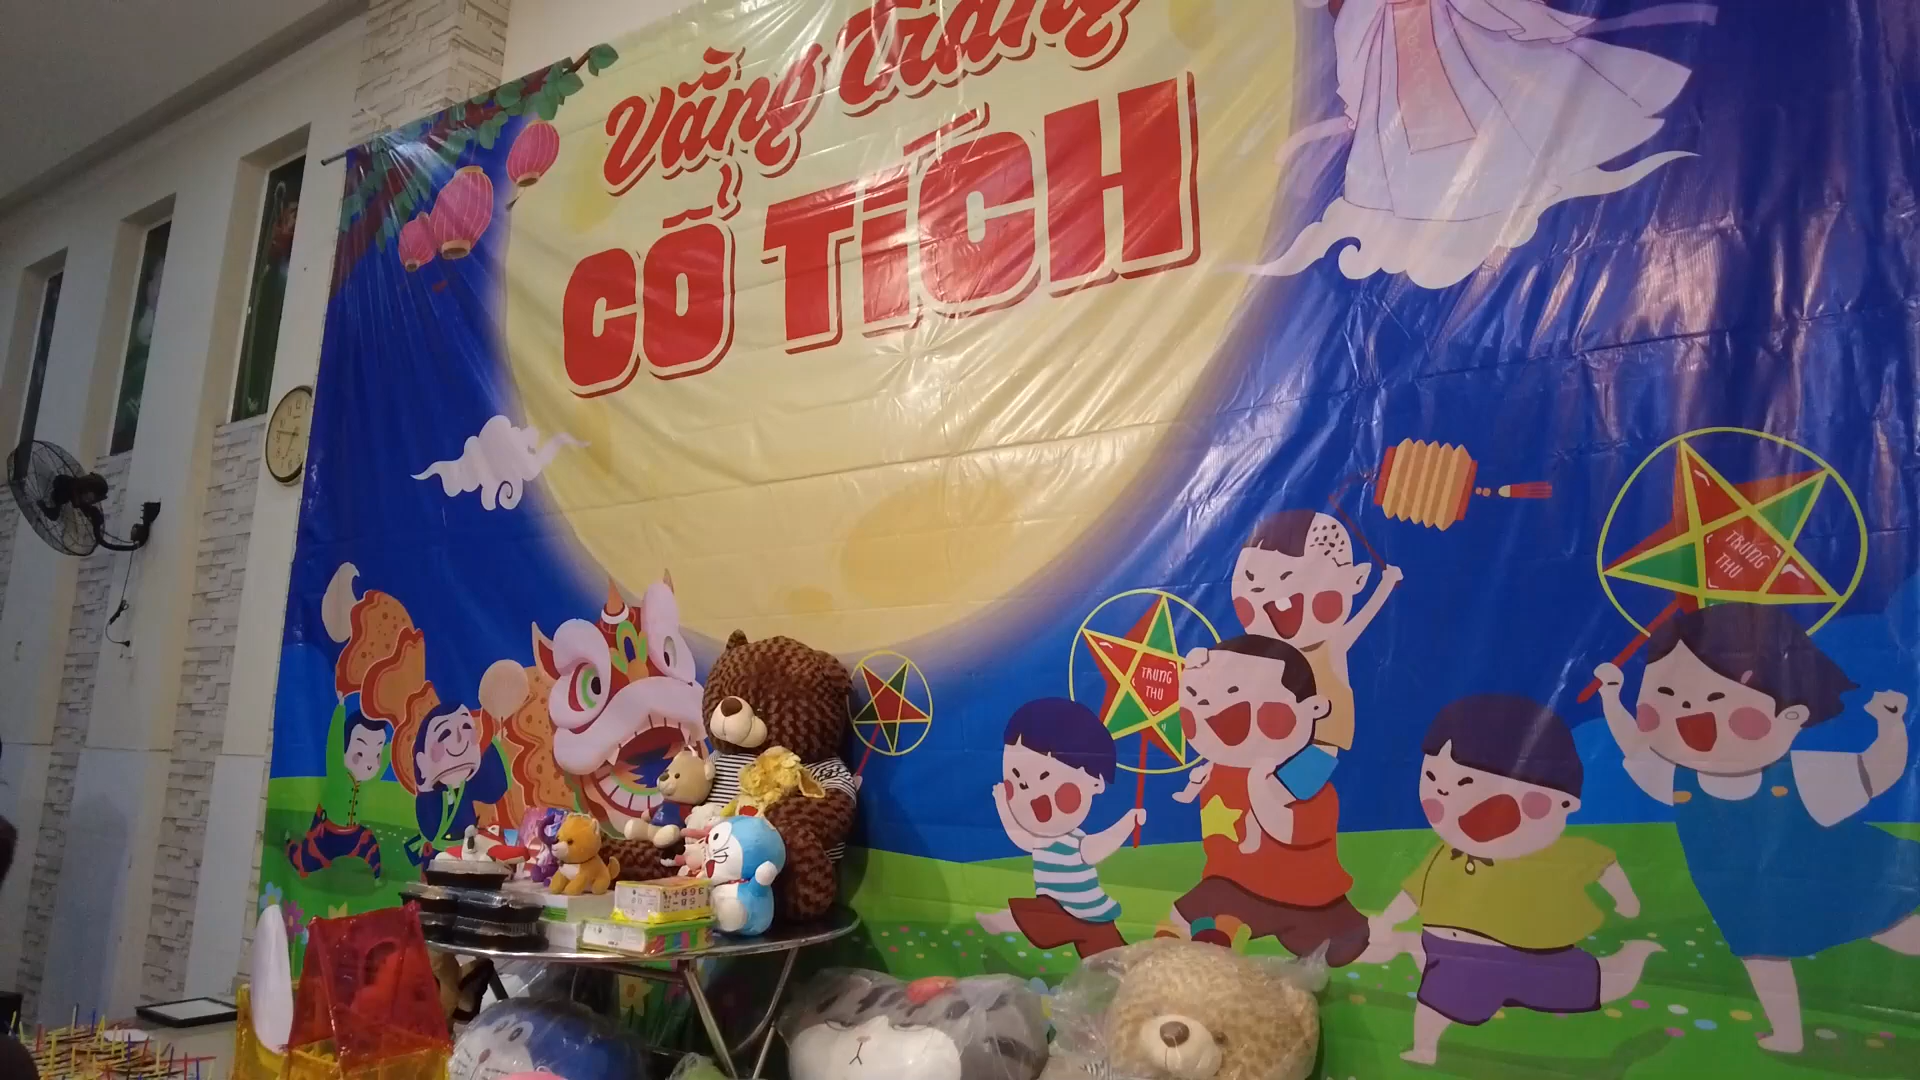 Vầng Trăng
CỔ TÍCH
TRUNG
THU
TRUNG
THU